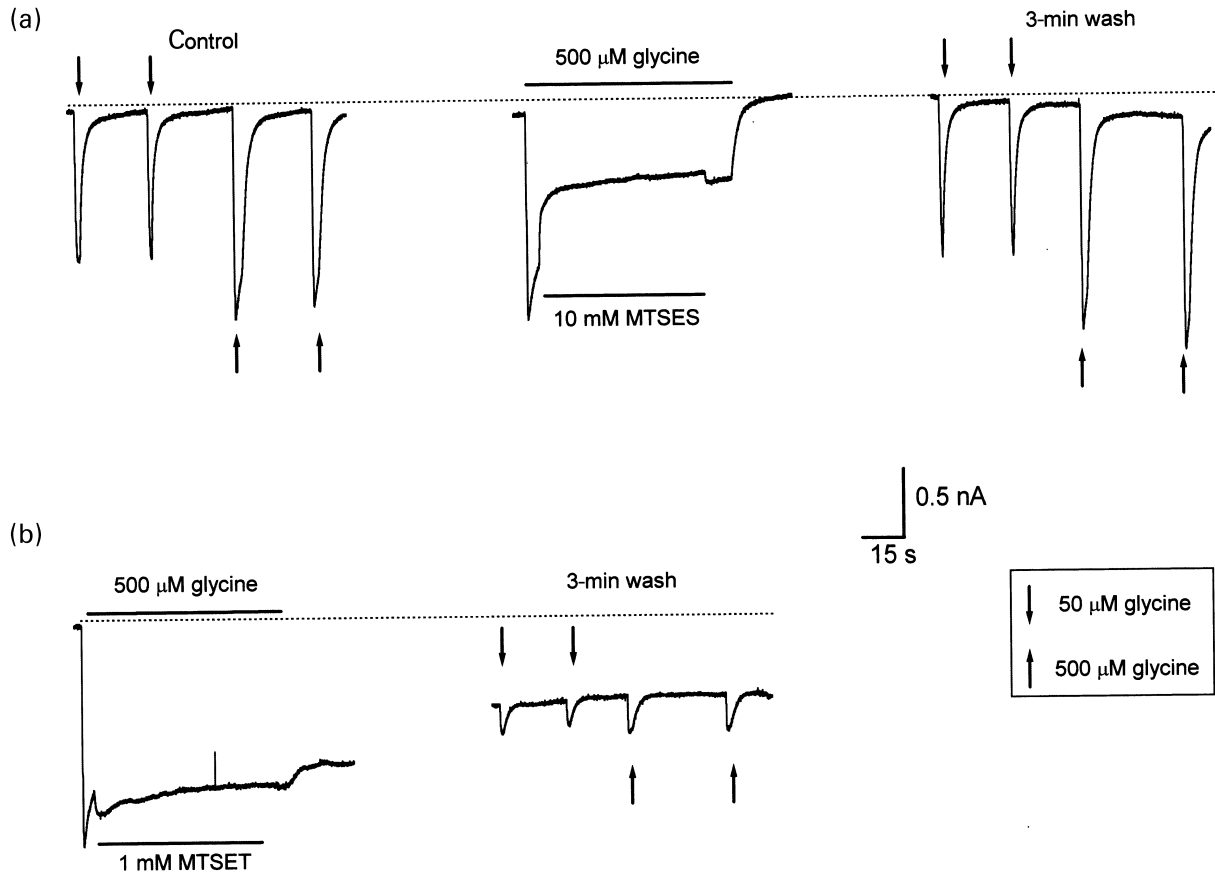 (a)
Control
500 μM glycine
3-min wash
10 mM MTSES
0.5 nA
15 s
(b)
500 μM glycine
3-min wash
1 mM MTSET
50 μM glycine
500 μM glycine